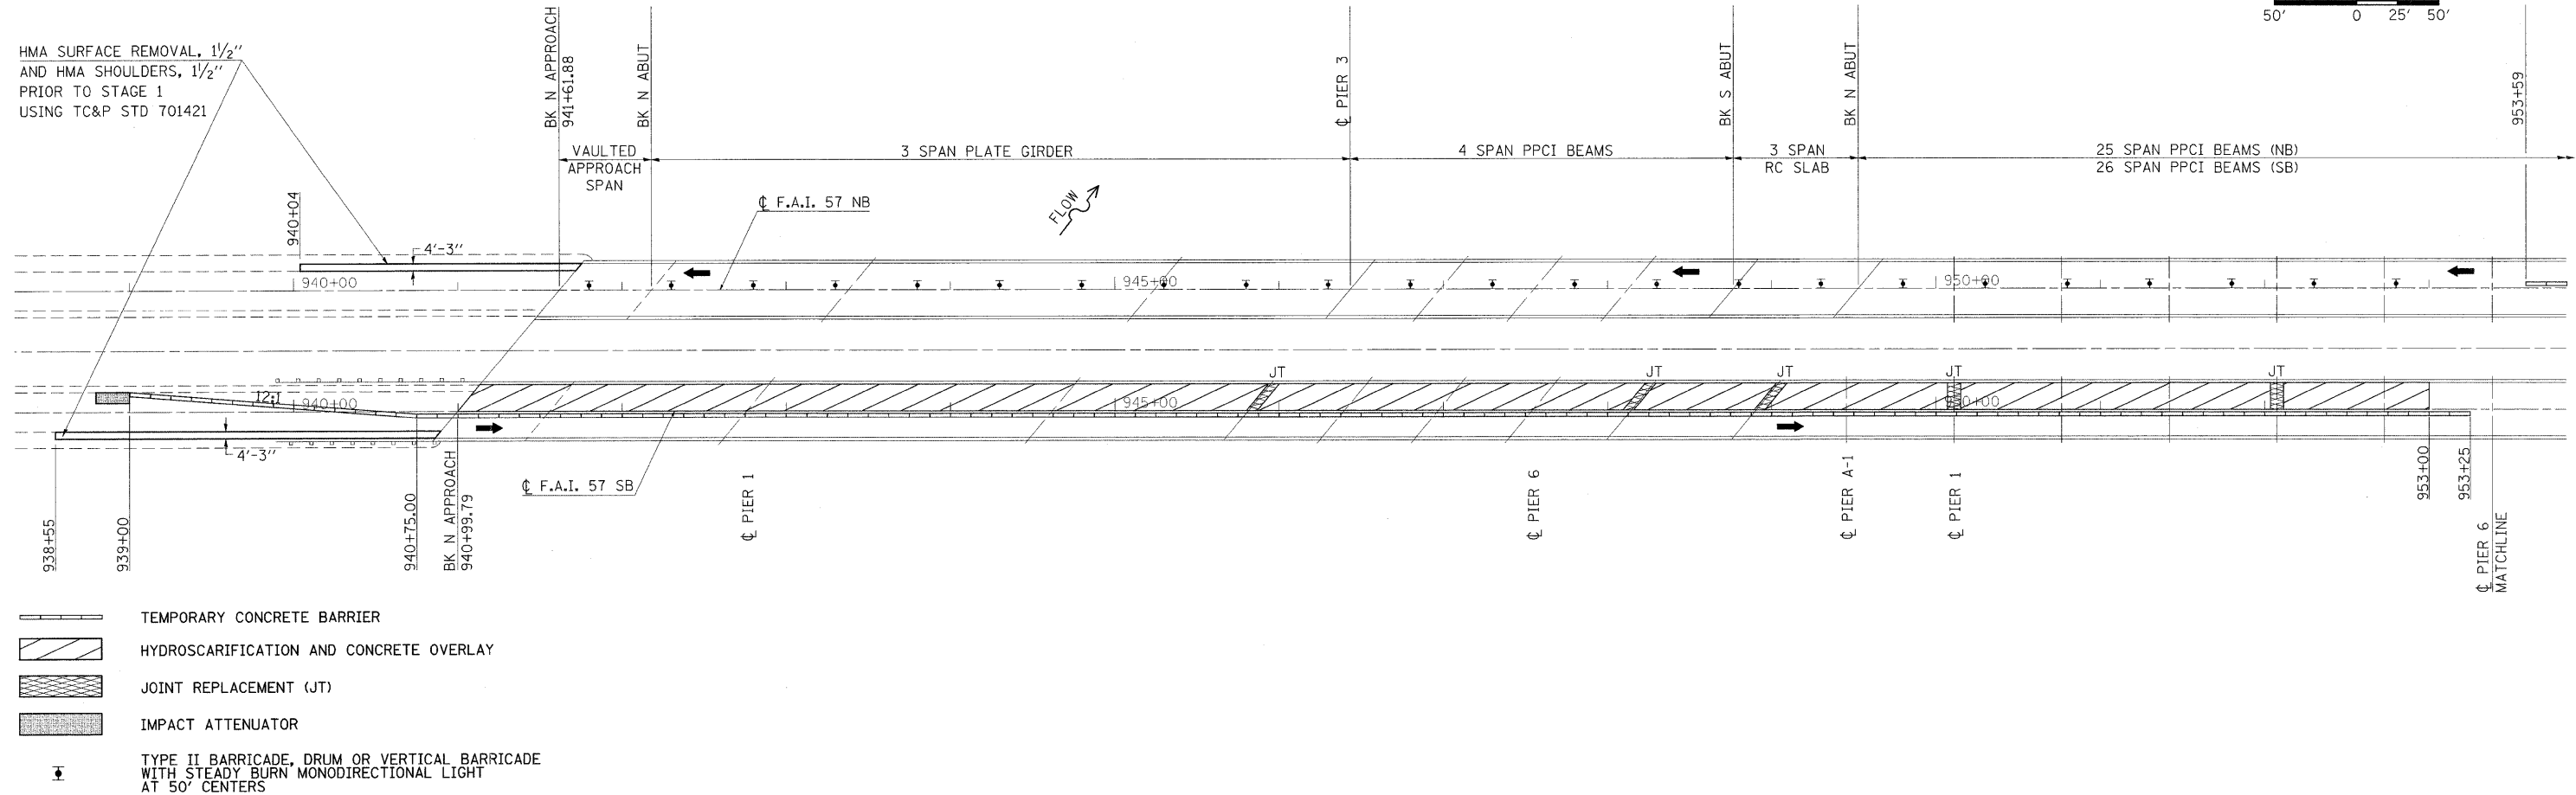 50' 0 25' 50'
HMA SURFACE REMOVAL, 1½"
AND HMA SHOULDERS, 1½"
PRIOR TO STAGE 1
USING TC&P STD 701421
BK N APPROACH
941+61.88
BK N ABUT
℄ PIER 3
BK S ABUT
BK N ABUT
953+59
VAULTED
APPROACH
SPAN
3 SPAN PLATE GIRDER
4 SPAN PPCI BEAMS
3 SPAN
RC SLAB
25 SPAN PPCI BEAMS (NB)
26 SPAN PPCI BEAMS (SB)
940+04
℄ F.A.I. 57 NB
FLOW
4'-3"
940+00
945+00
950+00
JT
JT
JT
JT
JT
12:1
940+00
945+00
4'-3"
℄ F.A.I. 57 SB
938+55
939+00
940+75.00
BK N APPROACH
940+99.79
℄ PIER 1
℄ PIER 6
℄ PIER A-1
℄ PIER 1
953+00
953+25
℄ PIER 6
MATCHLINE
TEMPORARY CONCRETE BARRIER
HYDROSCARIFICATION AND CONCRETE OVERLAY
JOINT REPLACEMENT (JT)
IMPACT ATTENUATOR
TYPE II BARRICADE, DRUM OR VERTICAL BARRICADE
WITH STEADY BURN MONODIRECTIONAL LIGHT
AT 50' CENTERS